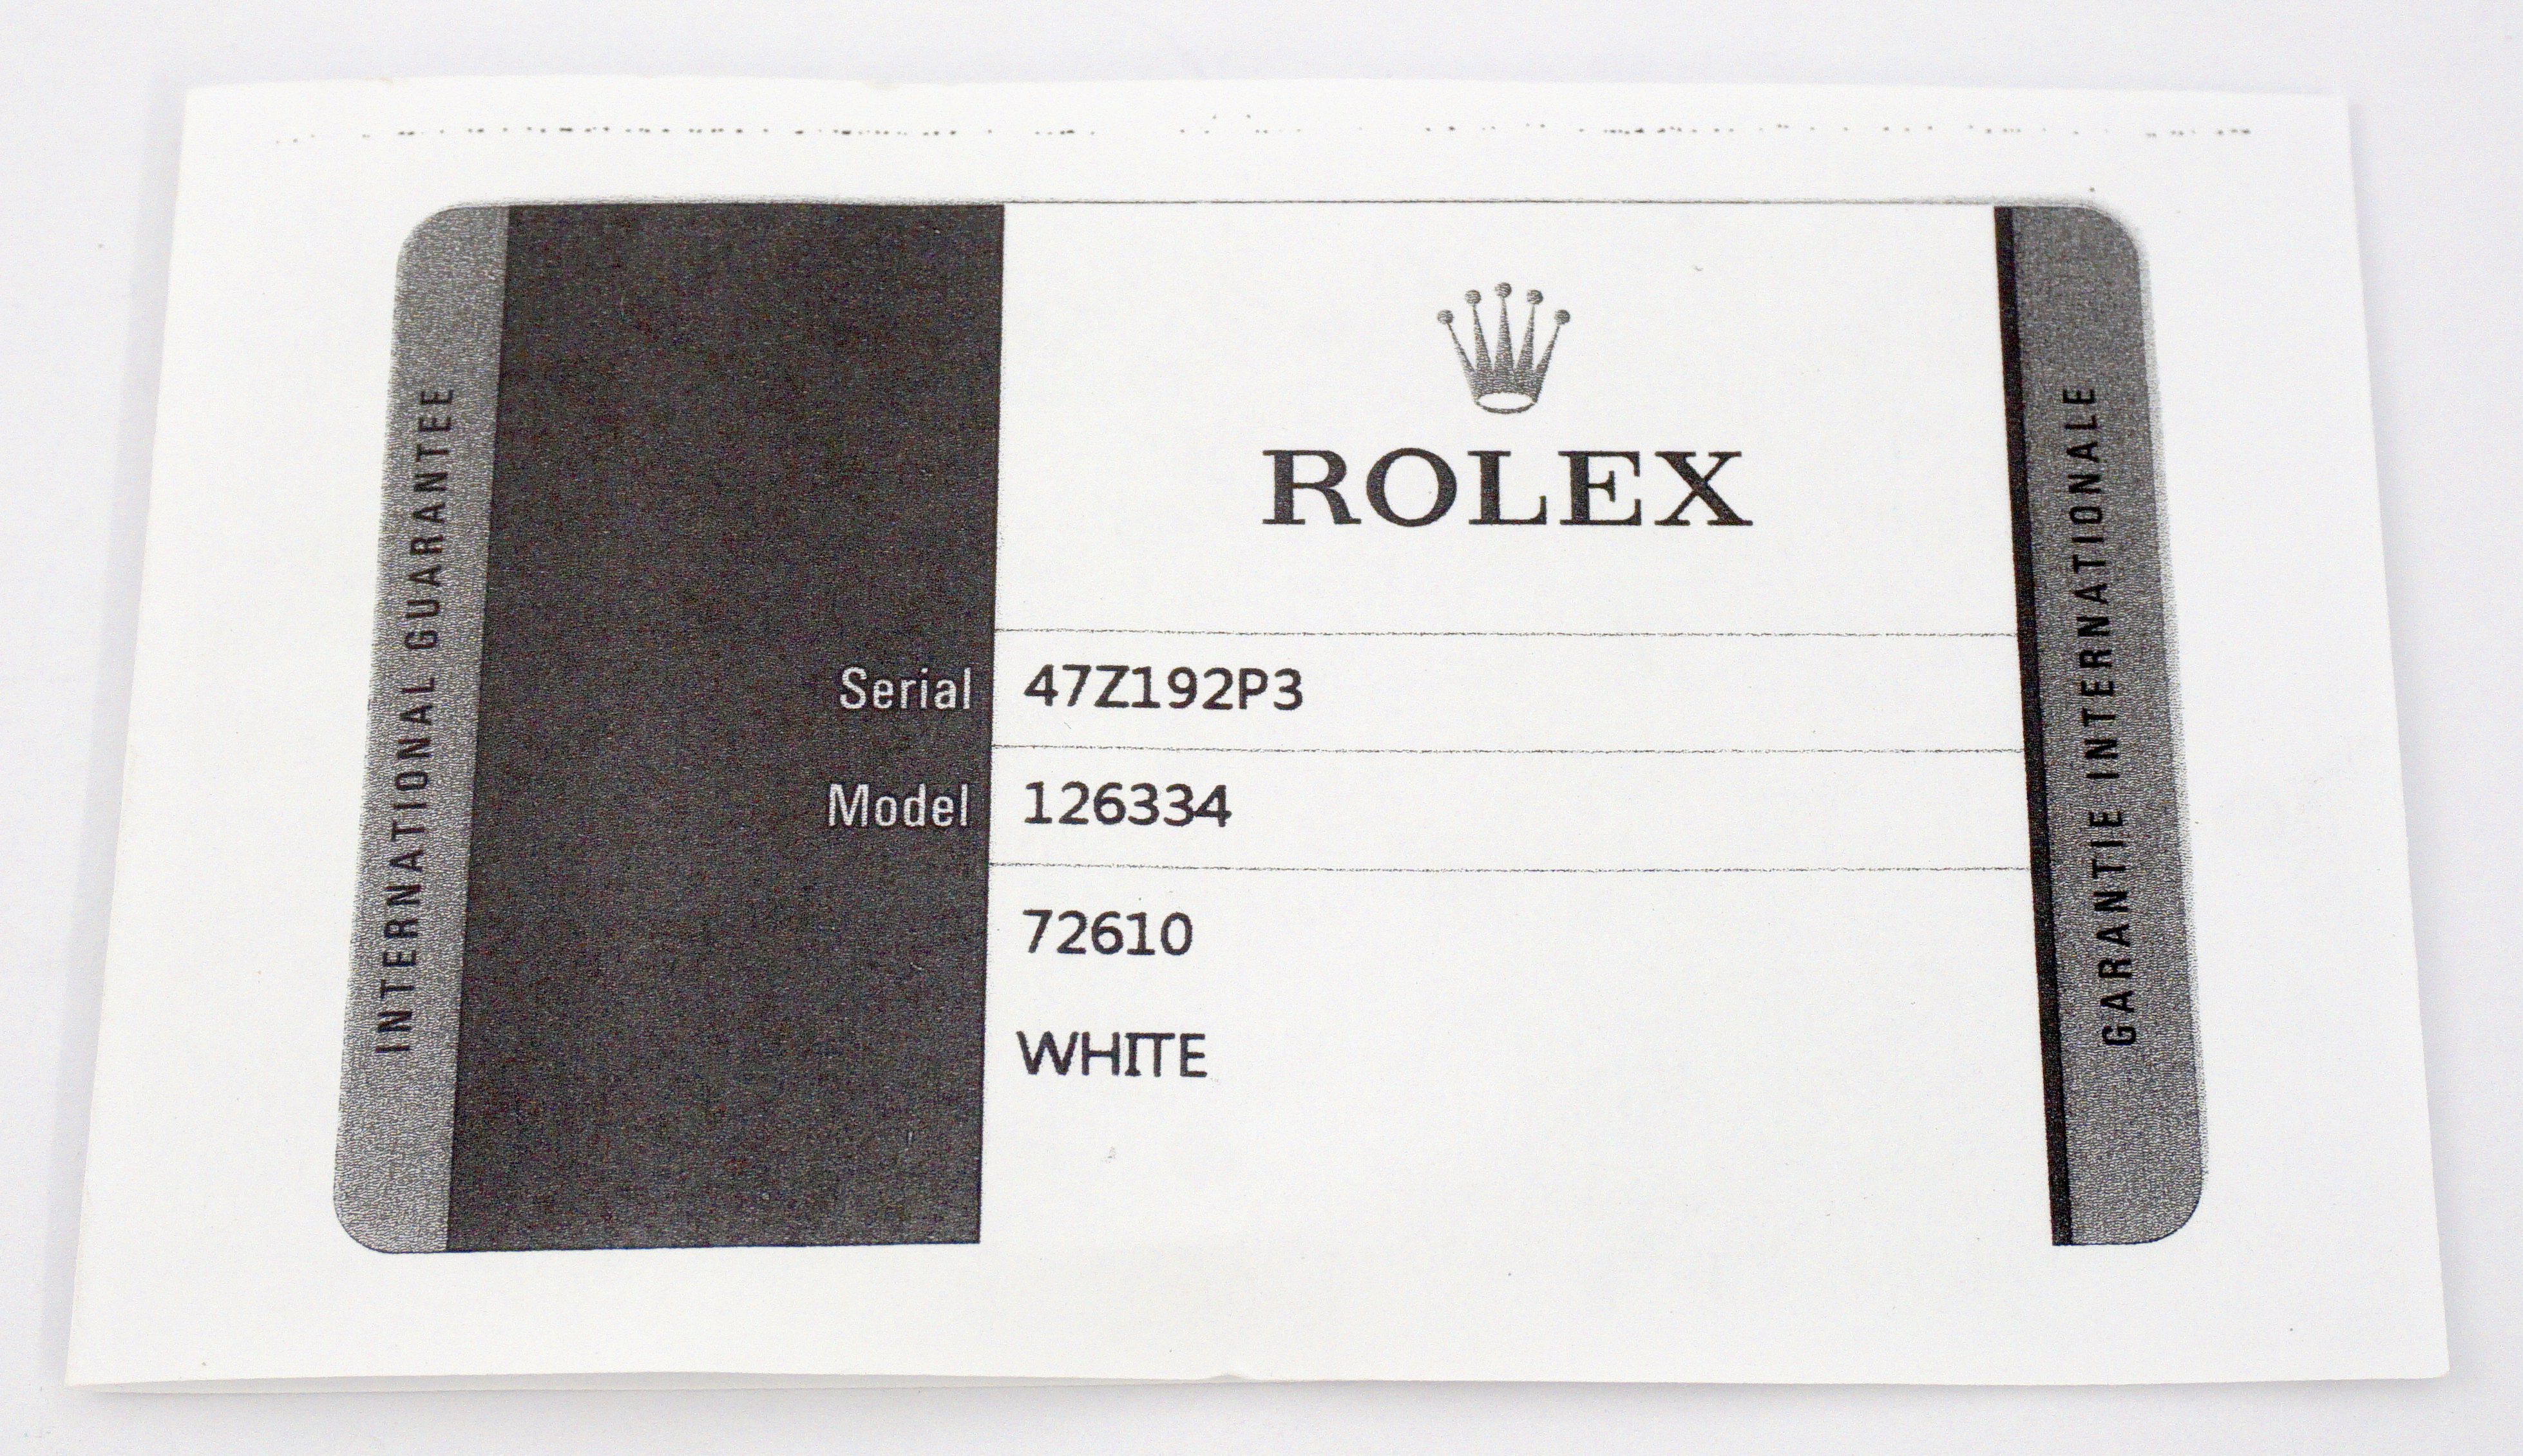 INTERNATIONAL GUARANTEE
ROLEX
Serial 47Z192P3
Model 126334
72610
WHITE
GARANTIE INTERNATIONALE